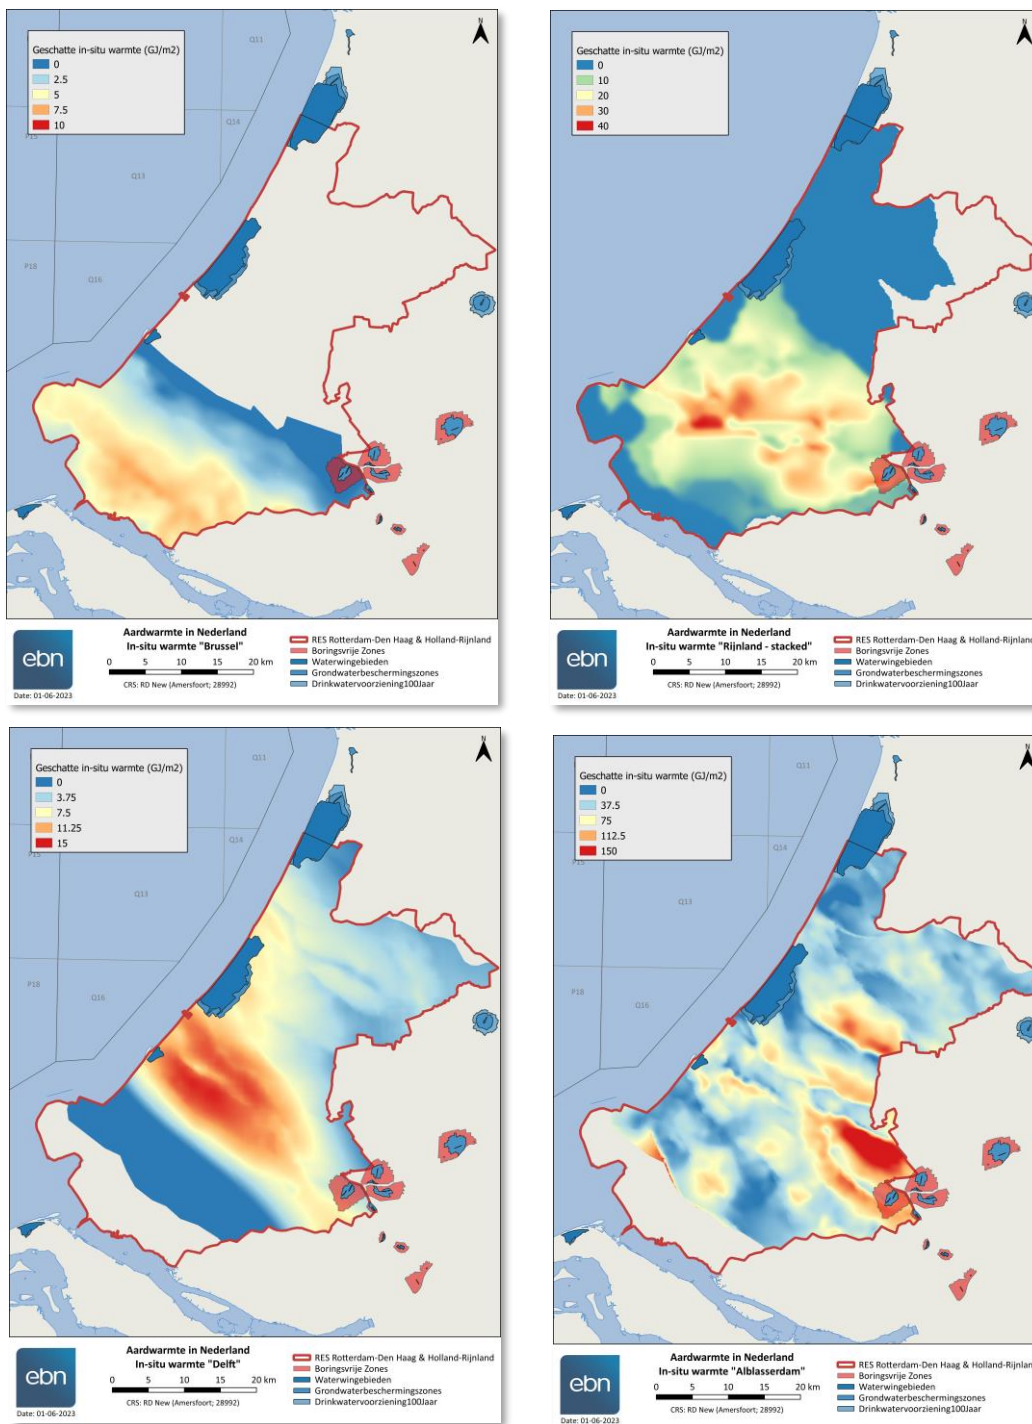 Geschatte in-situ warmte (GJ/m2)
0
2.5
5
7.5
10
N
Q11
Q14
P15
Q13
P18
Q16
ebn
Date: 01-06-2023
Aardwarmte in Nederland
In-situ warmte "Brussel"
0 5 10 15 20 km
CRS: RD New (Amersfoort; 28992)
RES Rotterdam-Den Haag & Holland-Rijnland
Boringsvrije Zones
Waterwingebieden
Grondwaterbeschermingszones
Drinkwatervoorziening100Jaar
Geschatte in-situ warmte (GJ/m2)
0
10
20
30
40
N
Q11
Q14
P15
Q13
P18
Q16
ebn
Date: 01-06-2023
Aardwarmte in Nederland
In-situ warmte "Rijnland - stacked"
0 5 10 15 20 km
CRS: RD New (Amersfoort; 28992)
RES Rotterdam-Den Haag & Holland-Rijnland
Boringsvrije Zones
Waterwingebieden
Grondwaterbeschermingszones
Drinkwatervoorziening100Jaar
Geschatte in-situ warmte (GJ/m2)
0
3.75
7.5
11.25
15
N
Q11
Q14
P15
Q13
P18
Q16
ebn
Date: 01-06-2023
Aardwarmte in Nederland
In-situ warmte "Delft"
0 5 10 15 20 km
CRS: RD New (Amersfoort; 28992)
RES Rotterdam-Den Haag & Holland-Rijnland
Boringsvrije Zones
Waterwingebieden
Grondwaterbeschermingszones
Drinkwatervoorziening100Jaar
Geschatte in-situ warmte (GJ/m2)
0
37.5
75
112.5
150
N
Q11
Q14
P15
Q13
P18
Q16
ebn
Date: 01-06-2023
Aardwarmte in Nederland
In-situ warmte "Alblasserdam"
0 5 10 15 20 km
CRS: RD New (Amersfoort; 28992)
RES Rotterdam-Den Haag & Holland-Rijnland
Boringsvrije Zones
Waterwingebieden
Grondwaterbeschermingszones
Drinkwatervoorziening100Jaar